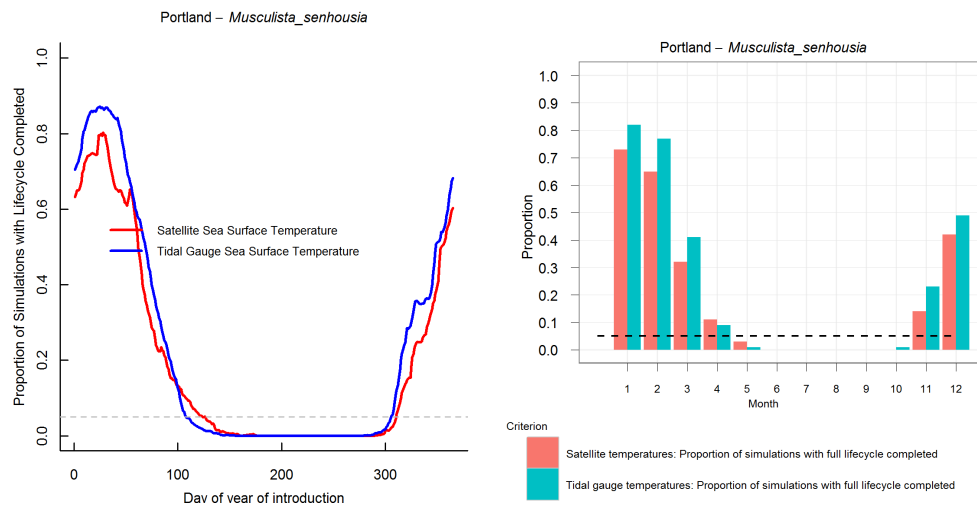 Portland – Musculista_senhousia
Proportion of Simulations with Lifecycle Completed
1.0
0.8
0.6
0.4
0.2
0.0
Satellite Sea Surface Temperature
Tidal Gauge Sea Surface Temperature
0 100 200 300
Day of year of introduction
Portland – Musculista_senhousia
Proportion
1.0
0.9
0.8
0.7
0.6
0.5
0.4
0.3
0.2
0.1
0.0
1 2 3 4 5 6 7 8 9 10 11 12
Month
Criterion
Satellite temperatures: Proportion of simulations with full lifecycle completed
Tidal gauge temperatures: Proportion of simulations with full lifecycle completed